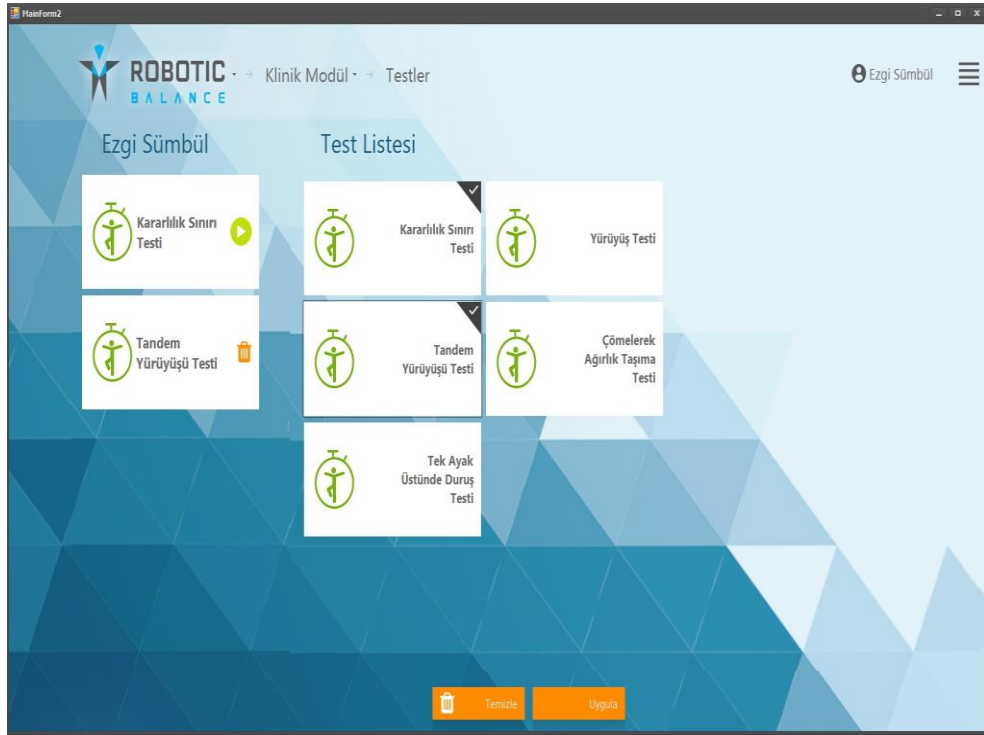 MainForm2
ROBOTIC
BALANCE
Klinik Modül
Testler
Ezgi Sümbül
Ezgi Sümbül
Test Listesi
Kararlılık Sınırı
Testi
Tandem
Yürüyüşü Testi
Kararlılık Sınırı
Testi
Yürüyüş Testi
Tandem
Yürüyüşü Testi
Çömelerek
Ağırlık Taşıma
Testi
Tek Ayak
Üstünde Duruş
Testi
Temizle
Uygula